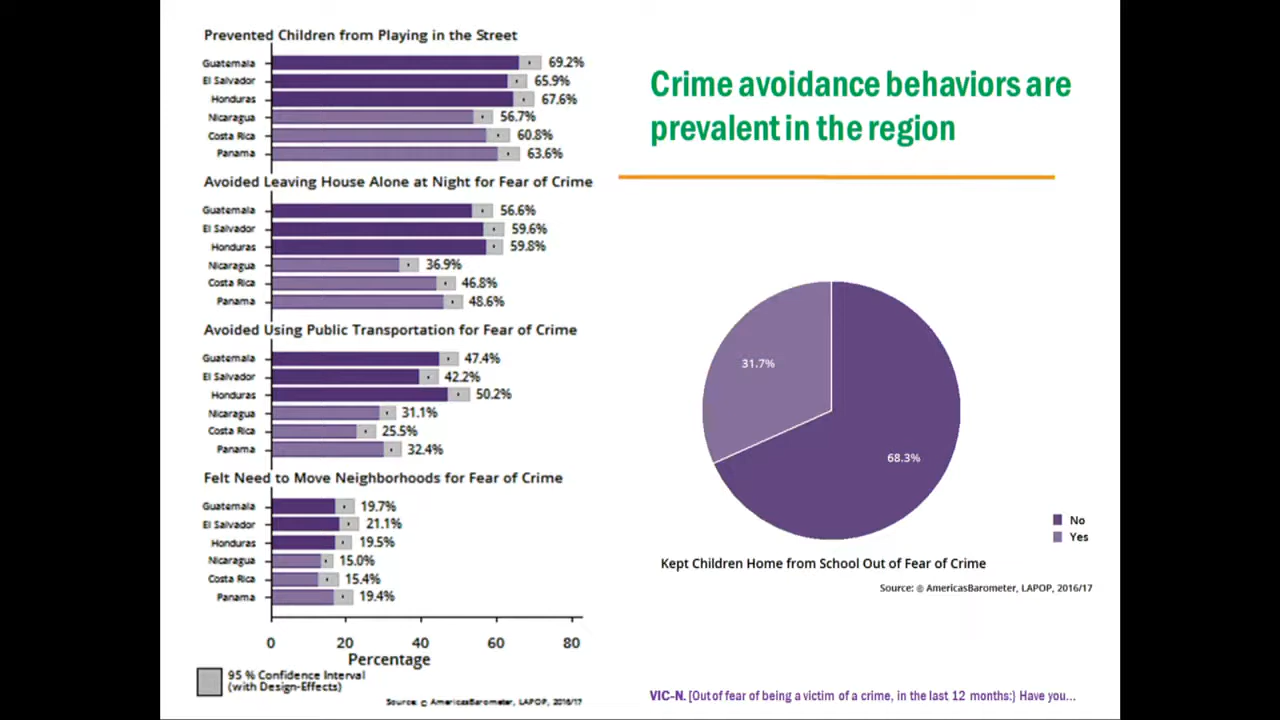 Prevented Children from Playing in the Street
Guatemala 69.2%
El Salvador 65.9%
Honduras 67.6%
Nicaragua 56.7%
Costa Rica 60.8%
Panama 63.6%
Avoided Leaving House Alone at Night for Fear of Crime
Guatemala 56.6%
El Salvador 59.6%
Honduras 59.8%
Nicaragua 36.9%
Costa Rica 46.8%
Panama 48.6%
Avoided Using Public Transportation for Fear of Crime
Guatemala 47.4%
El Salvador 42.2%
Honduras 50.2%
Nicaragua 31.1%
Costa Rica 25.5%
Panama 32.4%
Felt Need to Move Neighborhoods for Fear of Crime
Guatemala 19.7%
El Salvador 21.1%
Honduras 19.5%
Nicaragua 15.0%
Costa Rica 15.4%
Panama 19.4%
0 20 40 60 80
Percentage
95 % Confidence Interval
(with Design-Effects)
Source: © AmericasBarometer, LAPOP, 2016/17
Crime avoidance behaviors are
prevalent in the region
31.7%
68.3%
No
Yes
Kept Children Home from School Out of Fear of Crime
Source: © AmericasBarometer, LAPOP, 2016/17
VIC-N. [Out of fear of being a victim of a crime, in the last 12 months:} Have you...